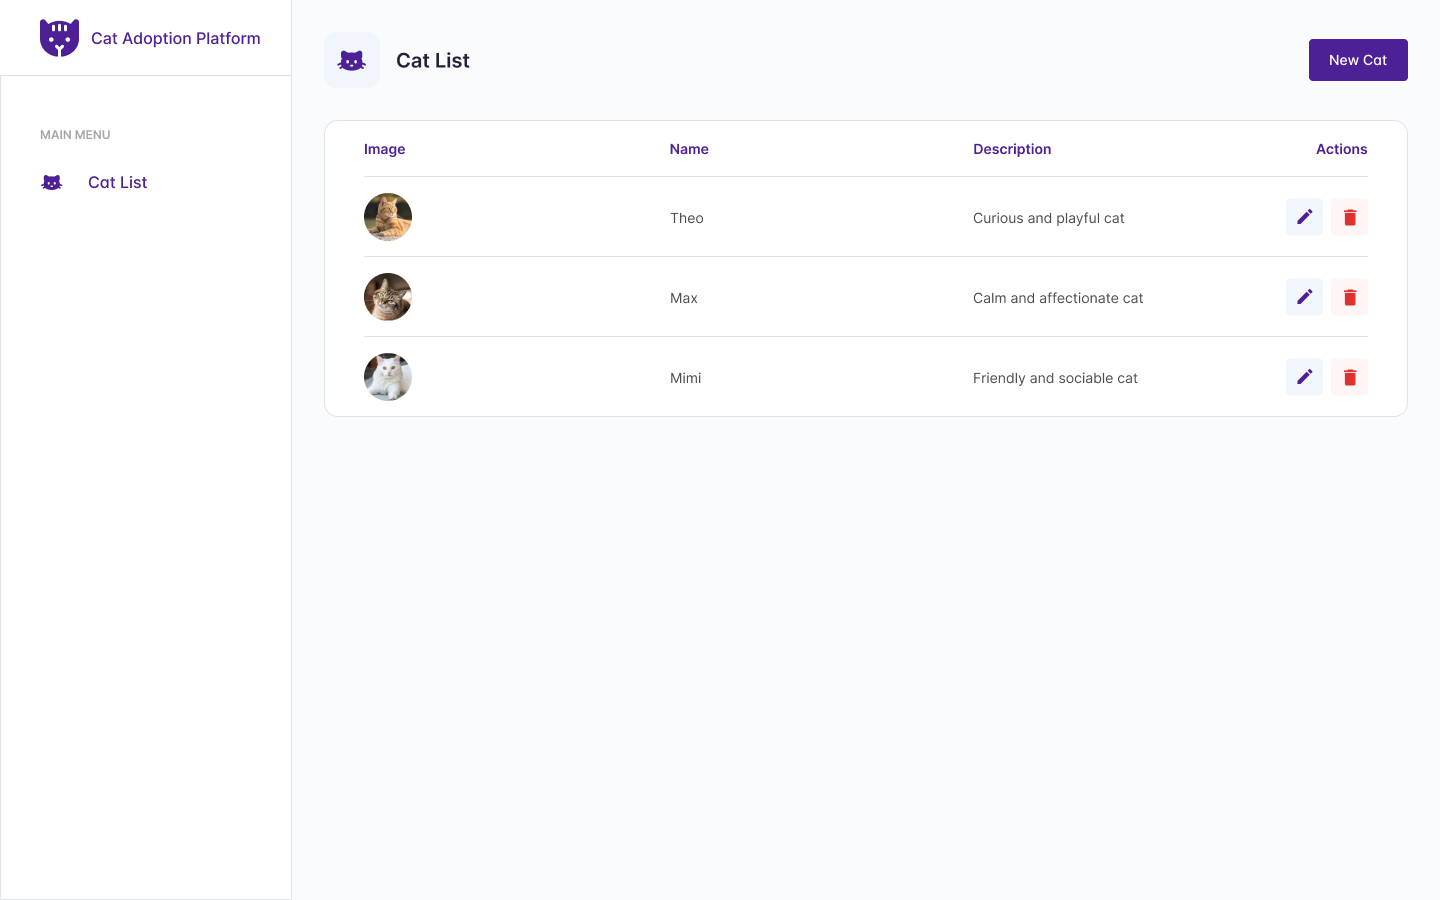 Cat Adoption Platform
MAIN MENU
Cat List
Cat List
New Cat
Image Name Description Actions
Theo Curious and playful cat
Max Calm and affectionate cat
Mimi Friendly and sociable cat